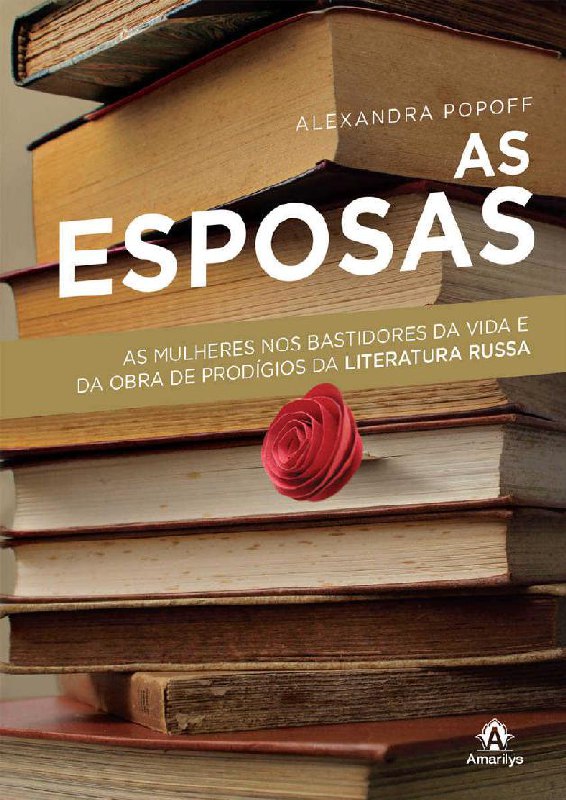 ALEXANDRA POPOFF
AS
ESPOSAS
AS MULHERES NOS BASTIDORES DA VIDA E
DA OBRA DE PRODÍGIOS DA LITERATURA RUSSA
A
Amarilys